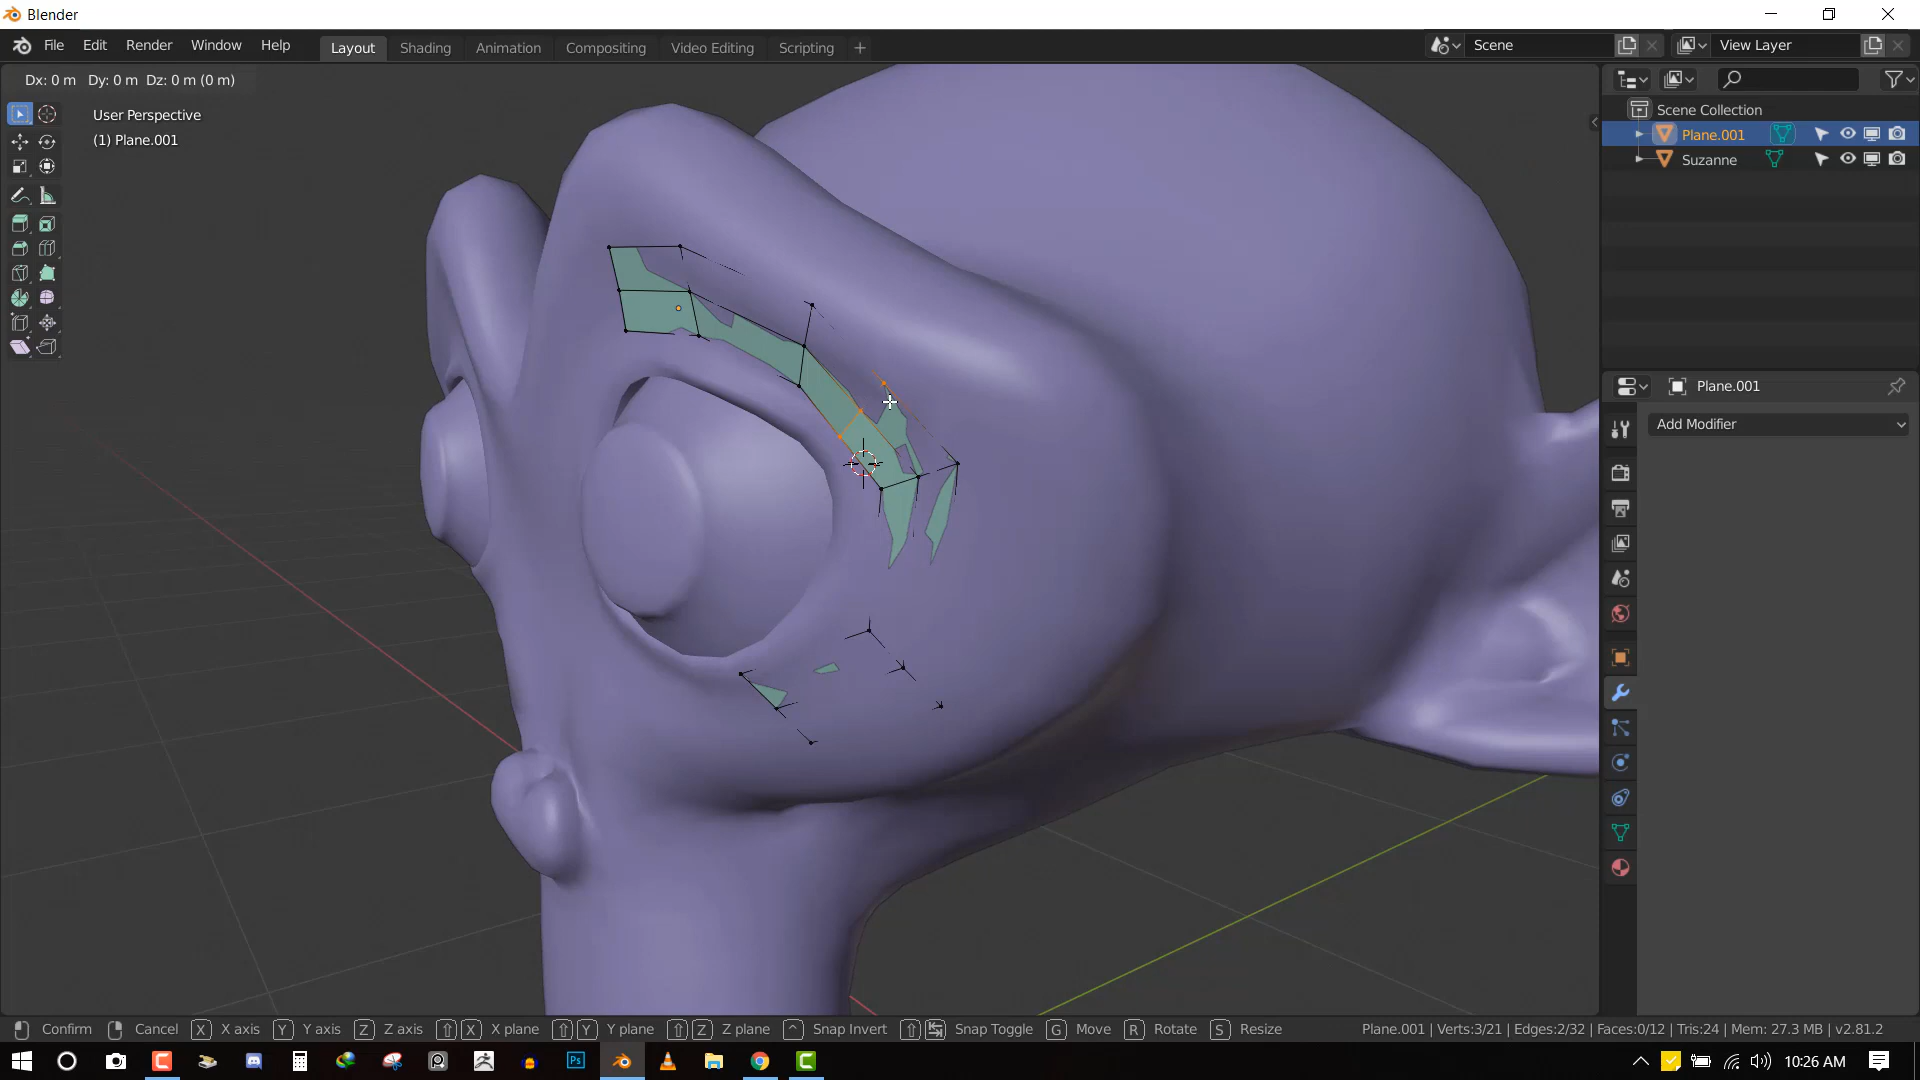 Blender
File Edit Render Window Help Layout Shading Animation Compositing Video Editing Scripting + Scene View Layer
Dx: 0 m Dy: 0 m Dz: 0 m (0 m)
User Perspective
(1) Plane.001
Scene Collection
Plane.001
Suzanne
Plane.001
Add Modifier
Confirm Cancel X X axis Y Y axis Z Z axis X X plane Y Y plane Z Z plane ^ Snap Invert Snap Toggle G Move R Rotate S Resize Plane.001 | Verts:3/21 | Edges:2/32 | Faces:0/12 | Tris:24 | Mem: 27.3 MB | v2.81.2
Ps 10:26 AM